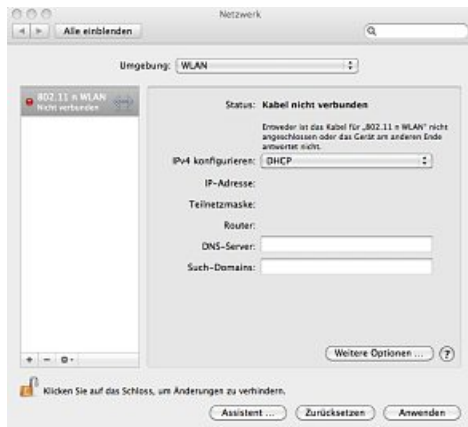 Netzwerk
Alle einblenden
Umgebung: WLAN
802.11 n WLAN
Nicht verbunden
Status: Kabel nicht verbunden
Entweder ist das Kabel für „802.11 n WLAN“ nicht
angeschlossen oder das Gerät am anderen Ende
antwortet nicht.
IPv4 konfigurieren: DHCP
IP-Adresse:
Teilnetzmaske:
Router:
DNS-Server:
Such-Domains:
Weitere Optionen ... ?
Klicken Sie auf das Schloss, um Änderungen zu verhindern.
Assistent ... Zurücksetzen Anwenden